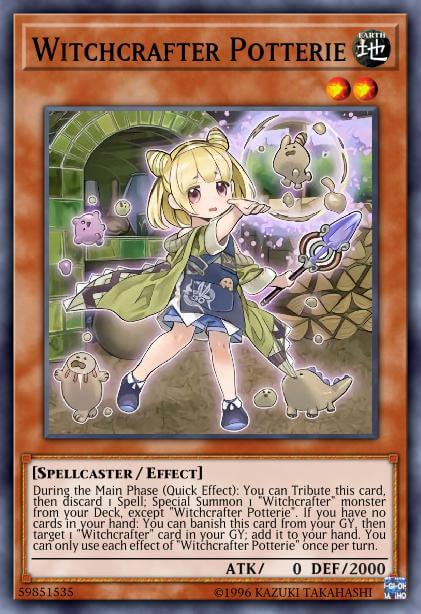 WITCHCRAFTER POTTERIE
EARTH
地
[SPELLCASTER / EFFECT]
During the Main Phase (Quick Effect): You can Tribute this card,
then discard 1 Spell; Special Summon 1 "Witchcrafter" monster
from your Deck, except "Witchcrafter Potterie". If you have no
cards in your hand: You can banish this card from your GY, then
target 1 "Witchcrafter" card in your GY; add it to your hand. You
can only use each effect of "Witchcrafter Potterie" once per turn.
ATK/ 0 DEF/2000
59851535 ©1996 KAZUKI TAKAHASHI